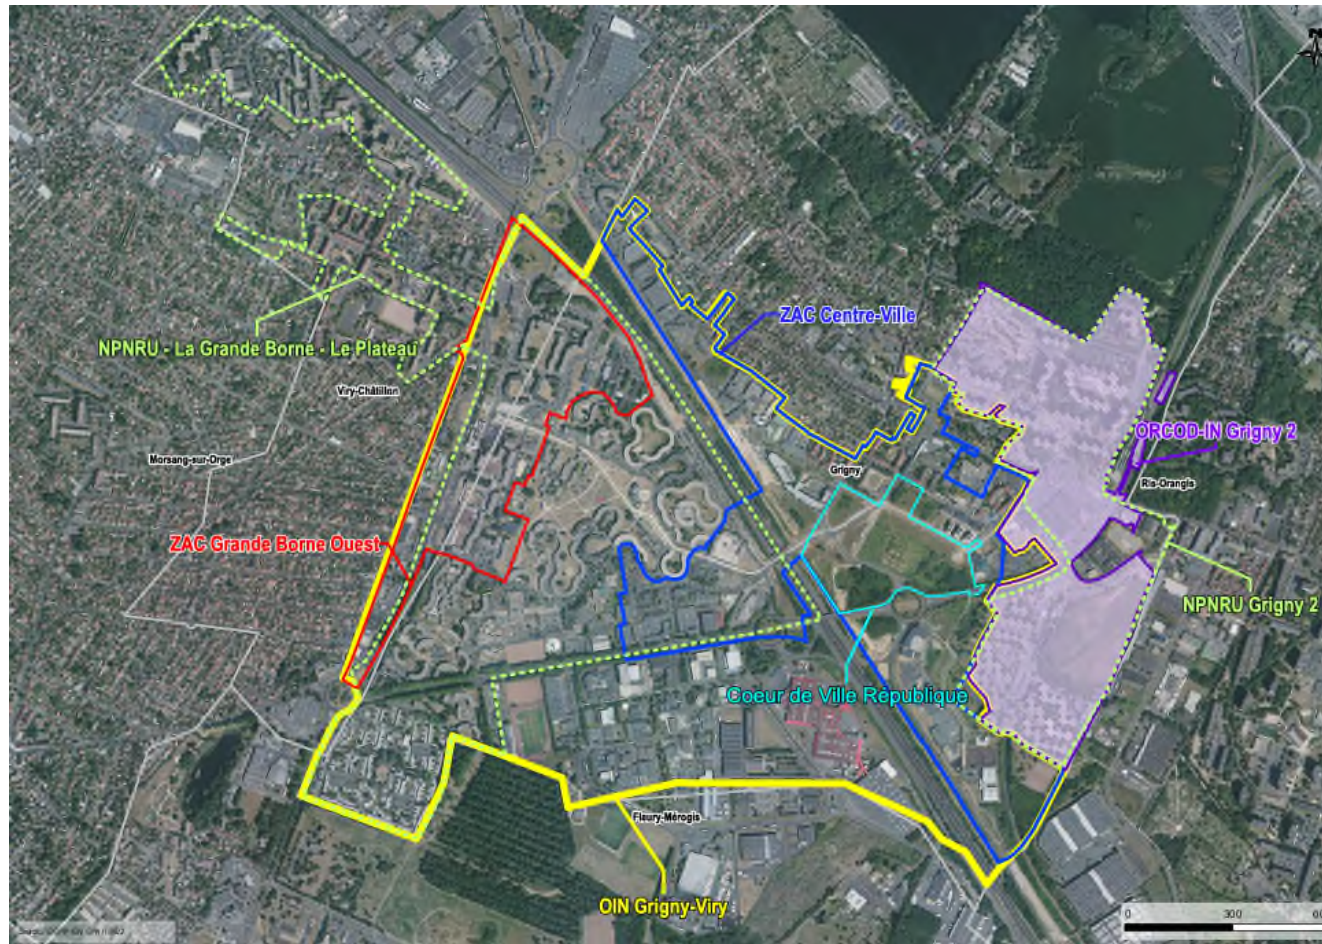 ZAC Centre-Ville
NPNRU - La Grande Borne - Le Plateau
Viry-Châtillon
ORCOD-IN Grigny 2
Morsang-sur-Orge
Grigny
Ris-Orangis
ZAC Grande Borne Ouest
NPNRU Grigny 2
Coeur de Ville République
Fleury-Mérogis
OIN Grigny-Viry
0 300